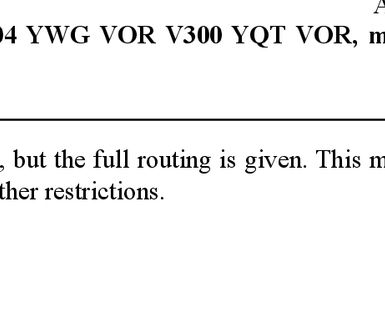 A
04 YWG VOR V300 YQT VOR, m
, but the full routing is given. This m
ther restrictions.